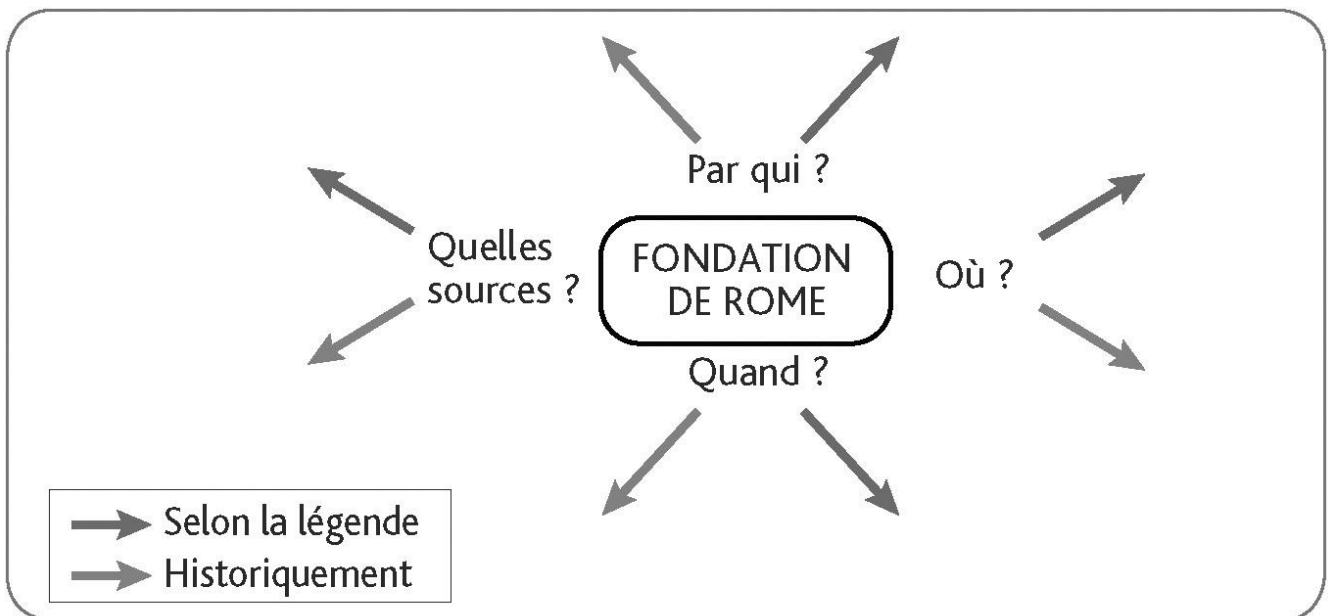 Par qui ?
Quelles
sources ?
FONDATION
DE ROME
Où ?
Quand ?
Selon la légende
Historiquement